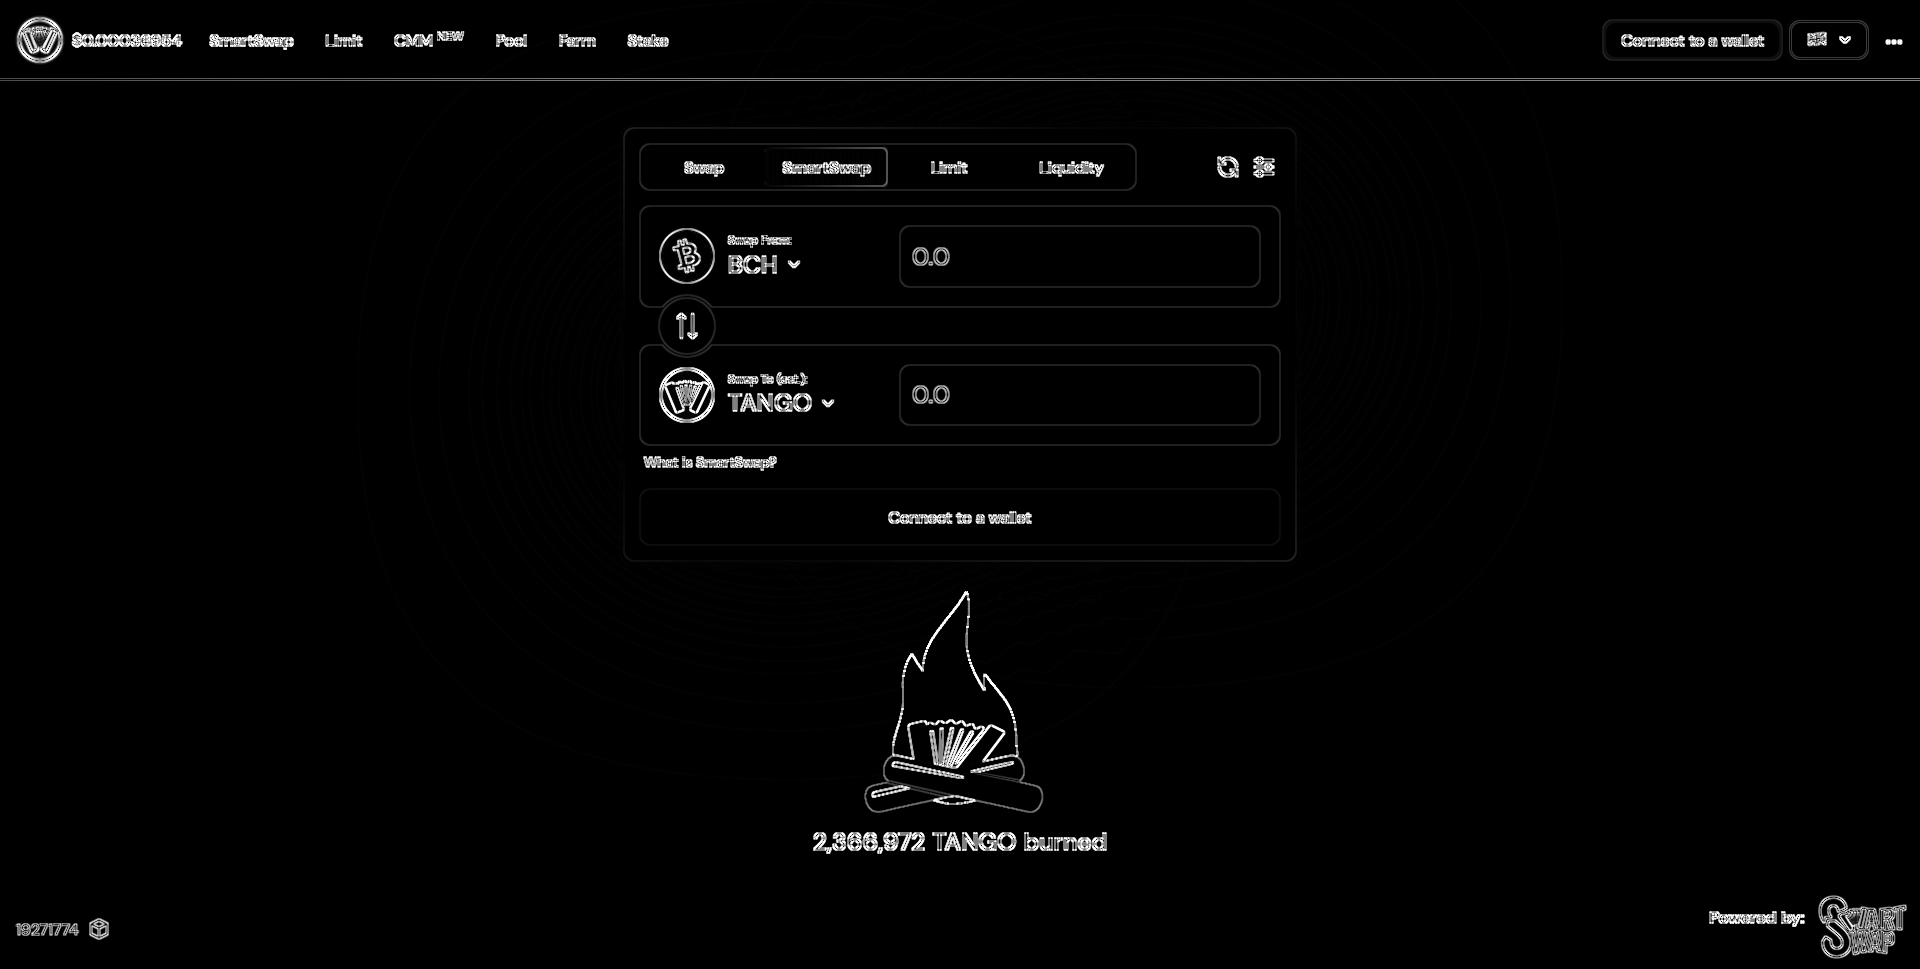 SmartSwap
Limit
CMM NEW
Pool
Farm
Stake
Connect to a wallet
Swap
SmartSwap
Limit
Liquidity
Swap From:
BCH
0.0
Swap To (est.):
TANGO
0.0
What is SmartSwap?
Connect to a wallet
2,366,972 TANGO burned
19271774
Powered by:
SMART
SWAP